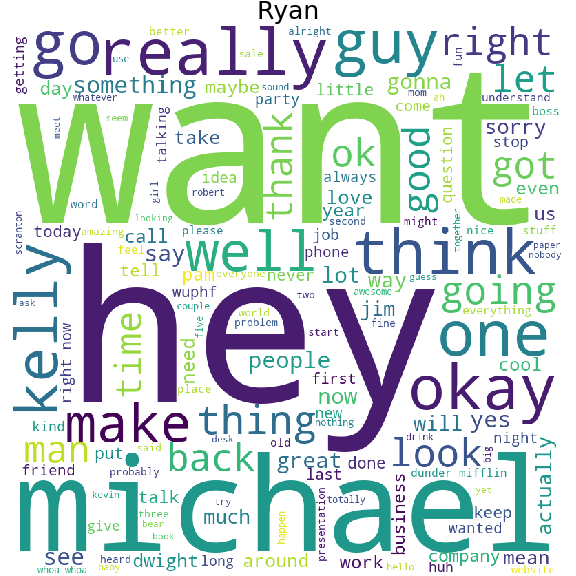 Ryan
getting
go
really
better
sale
use
alright
guy
fun
right
day
something
whatever
maybe
party
little
gonna
come
mom
an
let
understand
boss
want
meet
seem
girl
talking
take
idea
robert
thank
sound
ok
always
love
year
second
good
question
sorry
stop
got
even
us
made
scranton
today
word
amazing
looking
call
feel
say
tell
please
everyone
well
job
phone
might
think
together
nice
stuff
paper
nobody
kelly
ask
right now
time
couple
pam
wuphf
never
world
problem
need
place
five
two
awesome
guess
lot
way
jim
fine
start
going
everything
hey
people
first
now
new
nothing
one
cool
okay
make
thing
kind
man
put
said
friend
probably
back
desk
old
great
last
done
drink
will
look
yes
night
big
dunder mifflin
actually
michael
see
kevin
talk
three
bear
book
give
much
try
totally
happen
presentation
business
keep
wanted
yet
whoa whoa
baby
heard
dwight
long
around
work
hello
huh
company
mean
website